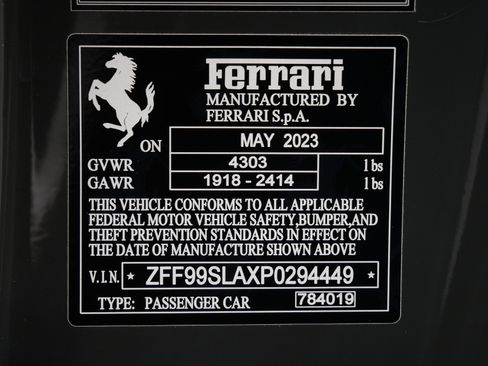 Ferrari
MANUFACTURED BY
FERRARI S.p.A.
ON MAY 2023
GVWR 4303 lbs
GAWR 1918 - 2414 lbs
THIS VEHICLE CONFORMS TO ALL APPLICABLE
FEDERAL MOTOR VEHICLE SAFETY,BUMPER,AND
THEFT PREVENTION STANDARDS IN EFFECT ON
THE DATE OF MANUFACTURE SHOWN ABOVE
V.I.N. * ZFF99SLAXP0294449 *
TYPE: PASSENGER CAR 784019